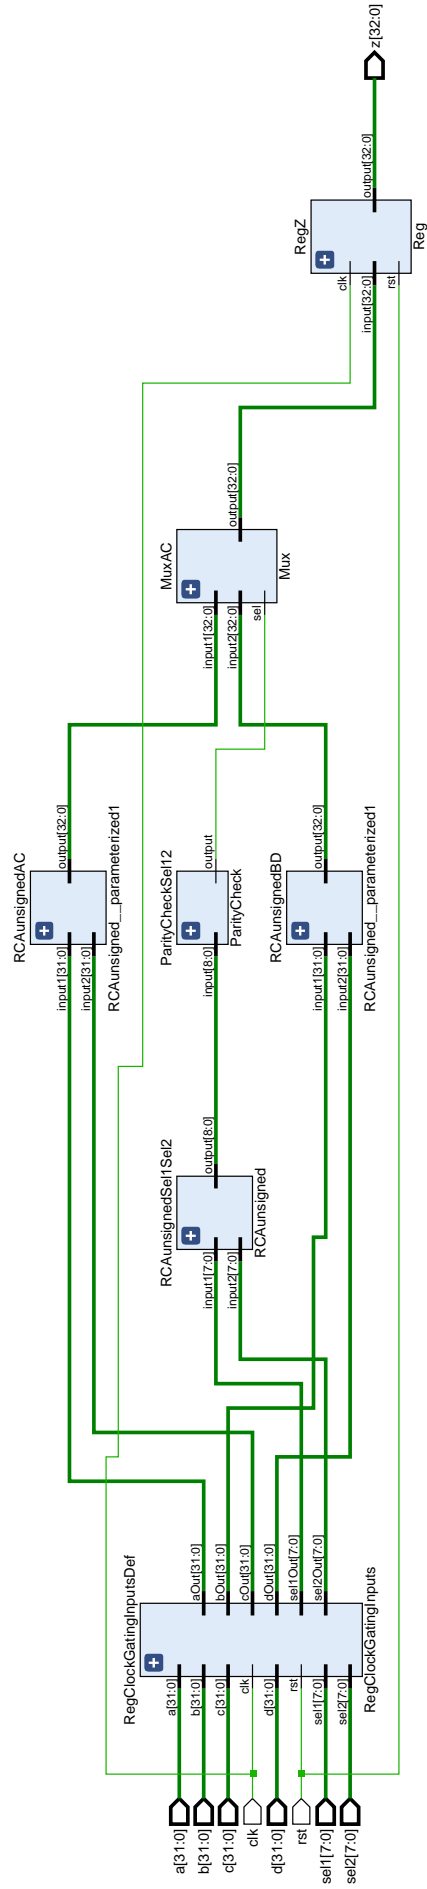 a[31:0]
b[31:0]
c[31:0]
clk
d[31:0]
rst
sel1[7:0]
sel2[7:0]
RegClockGatingInputsDef
a[31:0]
b[31:0]
c[31:0]
clk
d[31:0]
rst
sel1[7:0]
sel2[7:0]
aOut[31:0]
bOut[31:0]
cOut[31:0]
dOut[31:0]
sel1Out[7:0]
sel2Out[7:0]
RegClockGatingInputs
RCAunsignedSel1Sel2
input1[7:0]
input2[7:0]
output[8:0]
RCAunsigned
RCAunsignedAC
input1[31:0]
input2[31:0]
output[32:0]
RCAunsigned__parameterized1
ParityCheckSel12
input[8:0]
output
ParityCheck
RCAunsignedBD
input1[31:0]
input2[31:0]
output[32:0]
RCAunsigned__parameterized1
MuxAC
input1[32:0]
input2[32:0]
sel
output[32:0]
Mux
RegZ
clk
input[32:0]
rst
output[32:0]
Reg
z[32:0]